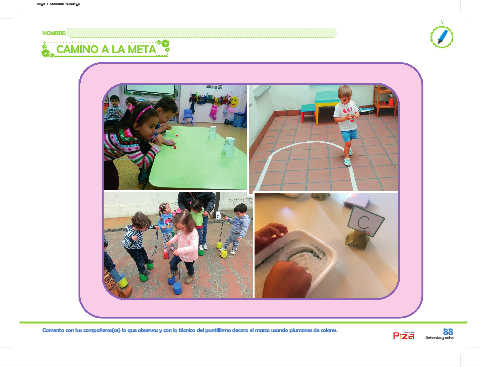 NOMBRE:
CAMINO A LA META
C
Comenta con tus compañeros(as) lo que observas y con la técnica del puntillismo decora el marco usando plumones de colores.
PZA
88